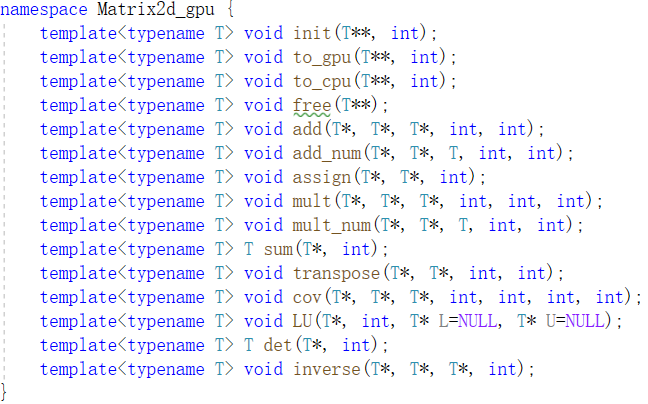 namespace Matrix2d_gpu {
    template<typename T> void init(T**, int);
    template<typename T> void to_gpu(T**, int);
    template<typename T> void to_cpu(T**, int);
    template<typename T> void free(T**);
    template<typename T> void add(T*, T*, T*, int, int);
    template<typename T> void add_num(T*, T*, T, int, int);
    template<typename T> void assign(T*, T*, int);
    template<typename T> void mult(T*, T*, T*, int, int, int);
    template<typename T> void mult_num(T*, T*, T, int, int);
    template<typename T> T sum(T*, int);
    template<typename T> void transpose(T*, T*, int, int);
    template<typename T> void cov(T*, T*, T*, int, int, int, int);
    template<typename T> void LU(T*, int, T* L=NULL, T* U=NULL);
    template<typename T> T det(T*, int);
    template<typename T> void inverse(T*, T*, T*, int);
}